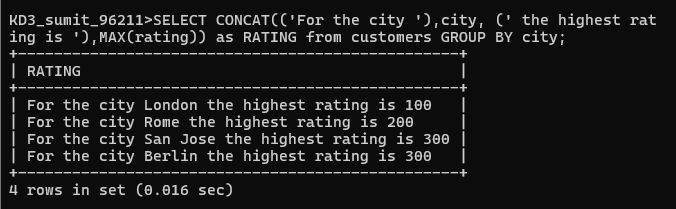 KD3_sumit_96211>SELECT CONCAT(('For the city '),city, (' the highest rat
ing is '),MAX(rating)) as RATING from customers GROUP BY city;
+------------------------------------------------+
| RATING                                         |
+------------------------------------------------+
| For the city London the highest rating is 100   |
| For the city Rome the highest rating is 200     |
| For the city San Jose the highest rating is 300 |
| For the city Berlin the highest rating is 300   |
+------------------------------------------------+
4 rows in set (0.016 sec)